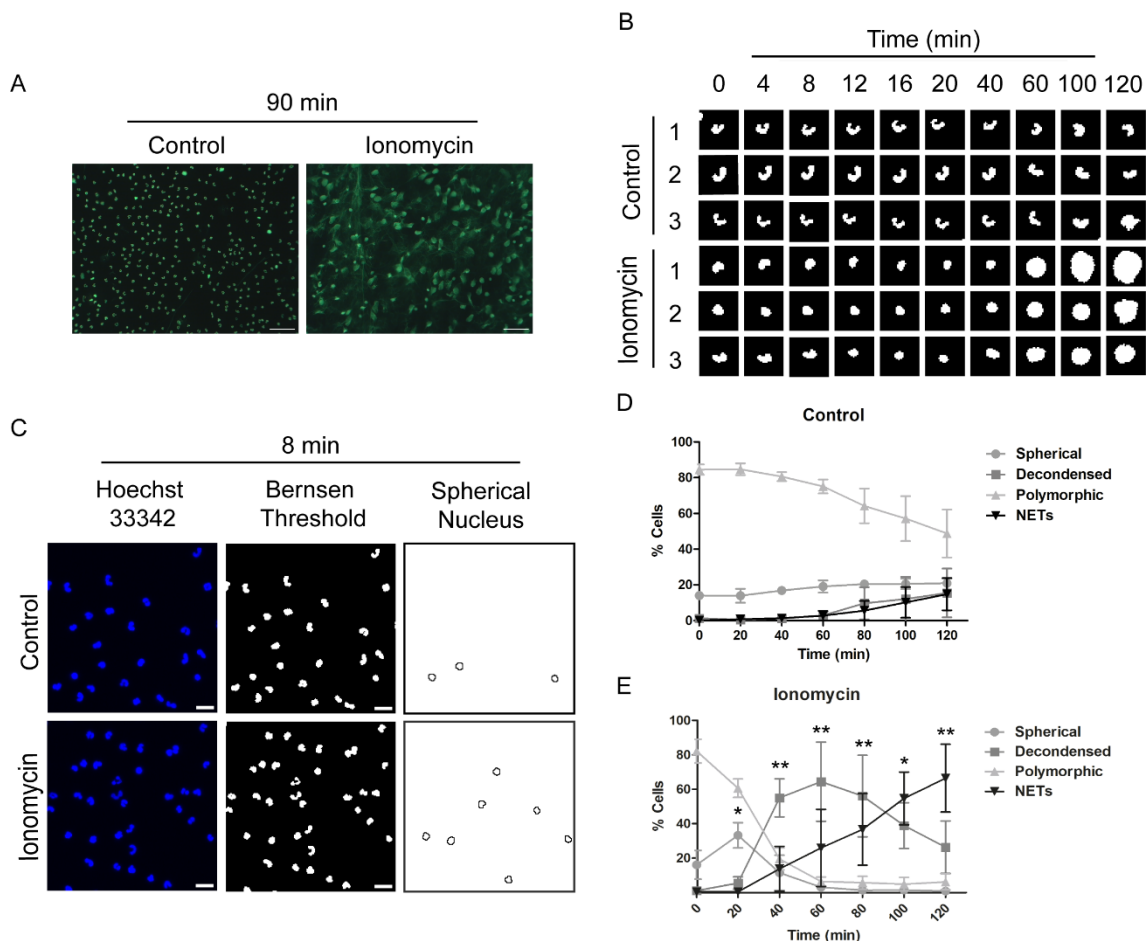 A
90 min
Control
Ionomycin
B
Time (min)
0 4 8 12 16 20 40 60 100 120
Control
1
2
3
Ionomycin
1
2
3
C
8 min
Hoechst
33342
Bernsen
Threshold
Spherical
Nucleus
Control
Ionomycin
D
Control
% Cells
100
80
60
40
20
0
0 20 40 60 80 100 120
Time (min)
Spherical
Decondensed
Polymorphic
NETs
E
Ionomycin
% Cells
100
80
60
40
20
* ** ** ** * **
0 20 40 60 80 100 120
Time (min)
Spherical
Decondensed
Polymorphic
NETs